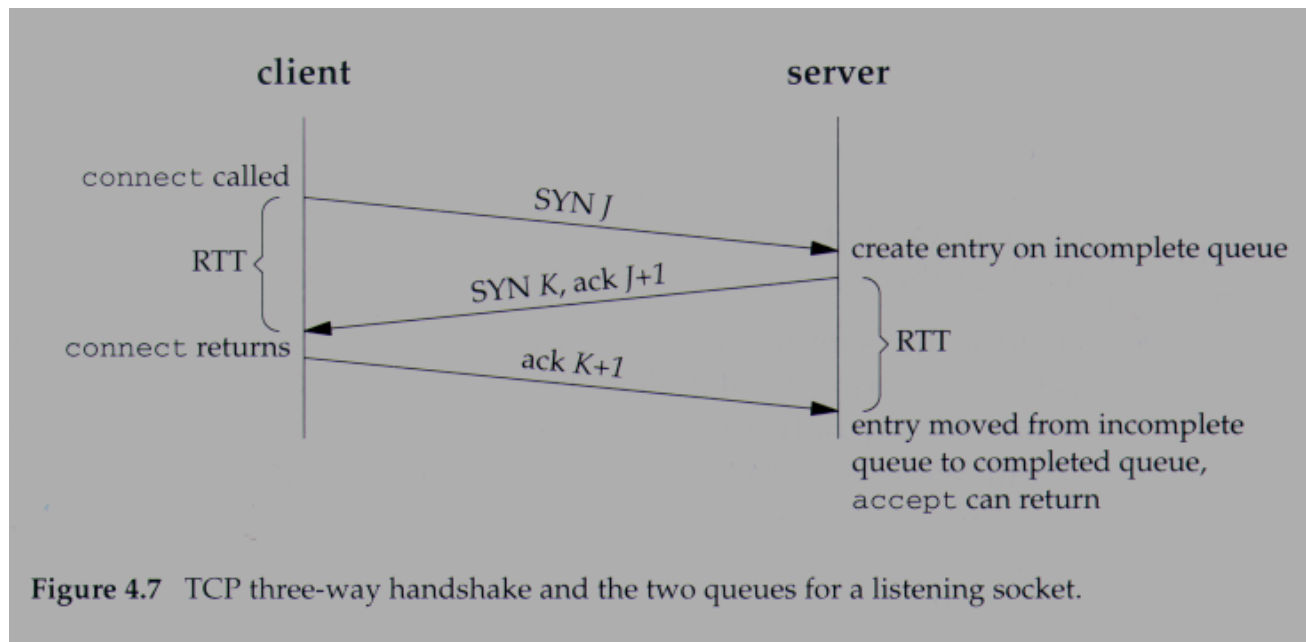 client
server
connect called
SYN J
RTT
create entry on incomplete queue
SYN K, ack J+1
connect returns
RTT
ack K+1
entry moved from incomplete
queue to completed queue,
accept can return
Figure 4.7 TCP three-way handshake and the two queues for a listening socket.